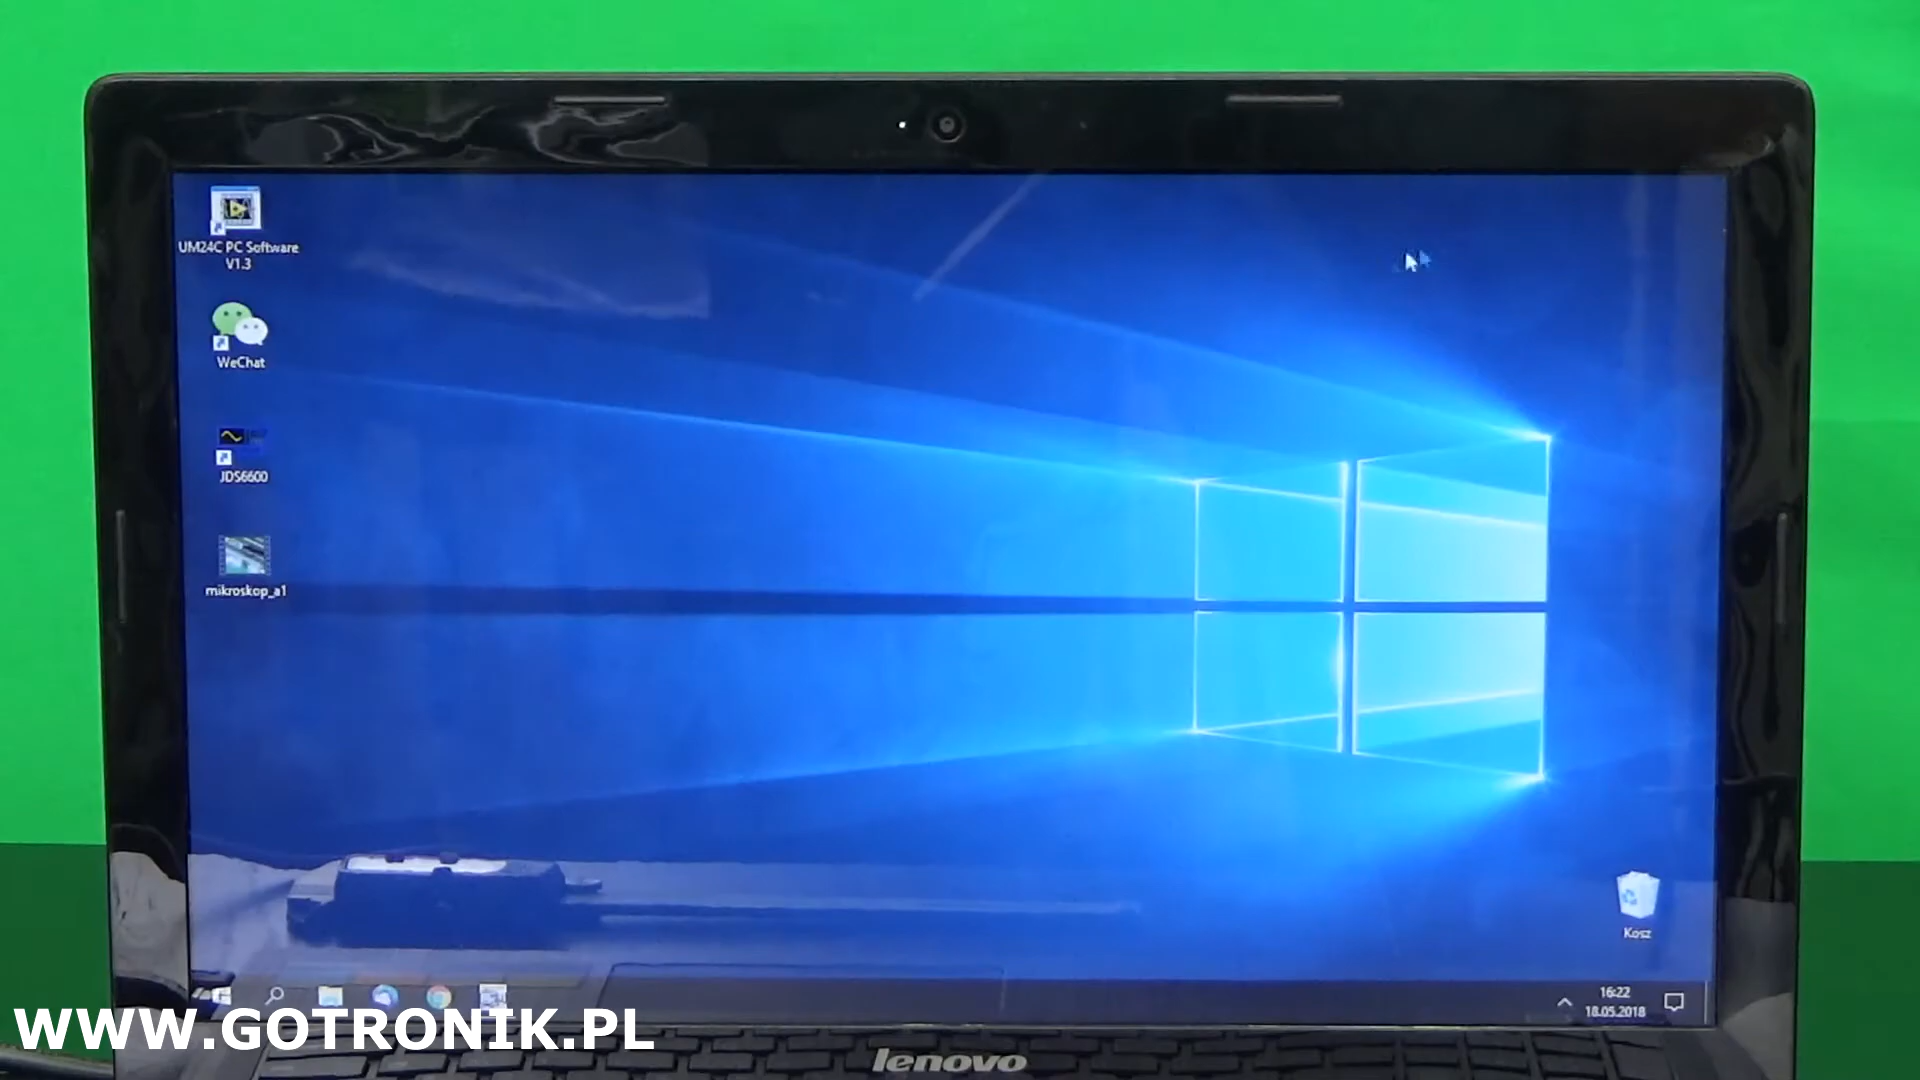 UM24C PC Software
V1.3
WeChat
JDS6600
mikroskop_a1
Kosz
16:22
18.05.2018
WWW.GOTRONIK.PL
lenovo